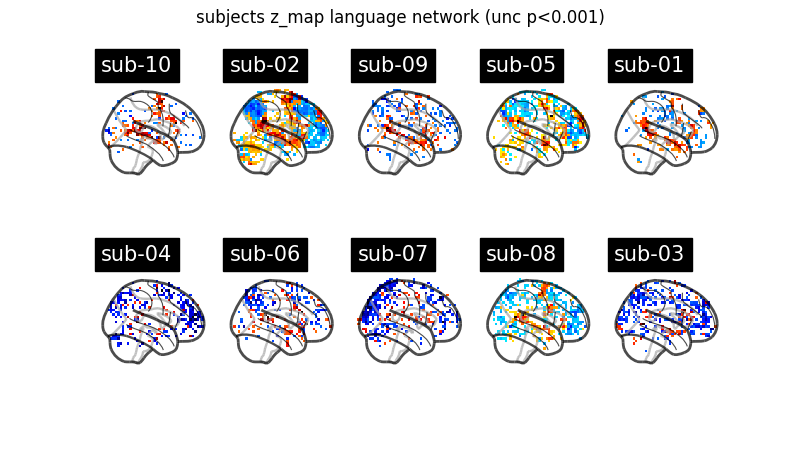 subjects z_map language network (unc p<0.001)
sub-10
sub-02
sub-09
sub-05
sub-01
sub-04
sub-06
sub-07
sub-08
sub-03